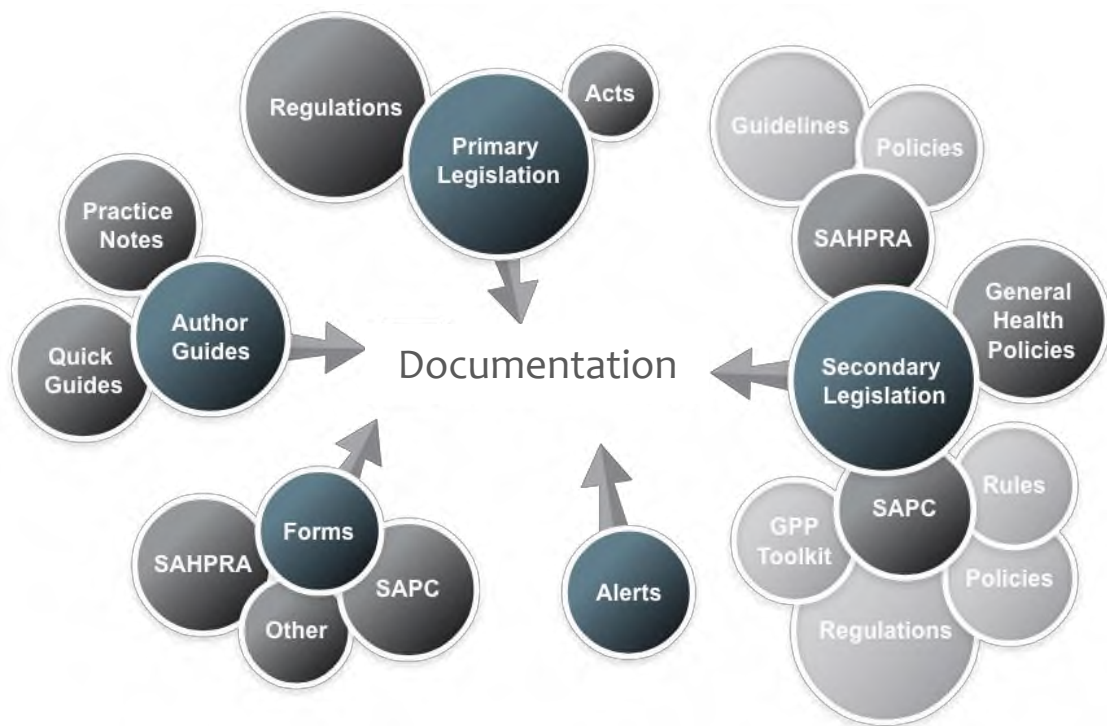 Regulations
Primary
Legislation
Acts
Guidelines
Policies
SAHPRA
General
Health
Policies
Secondary
Legislation
SAPC
Rules
GPP
Toolkit
Policies
Regulations
Practice
Notes
Author
Guides
Quick
Guides
Documentation
Forms
SAHPRA
SAPC
Other
Alerts